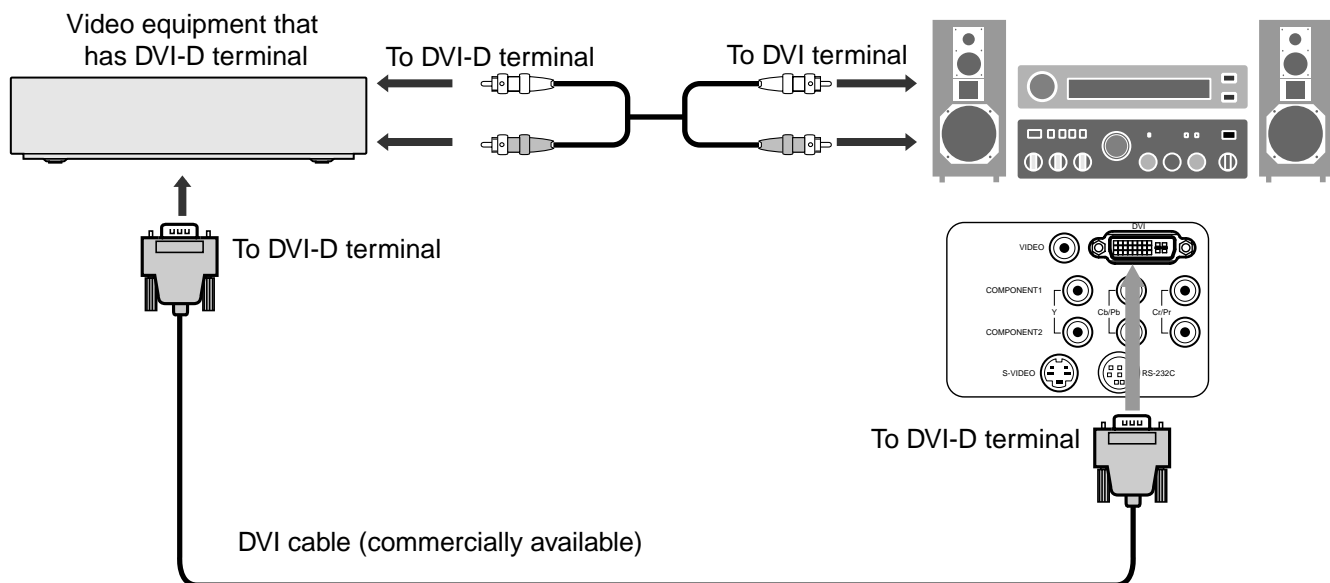 Video equipment that
has DVI-D terminal
To DVI-D terminal
To DVI terminal
To DVI-D terminal
DVI
VIDEO
COMPONENT1
Y
Cb/Pb
Cr/Pr
COMPONENT2
S-VIDEO
RS-232C
To DVI-D terminal
DVI cable (commercially available)